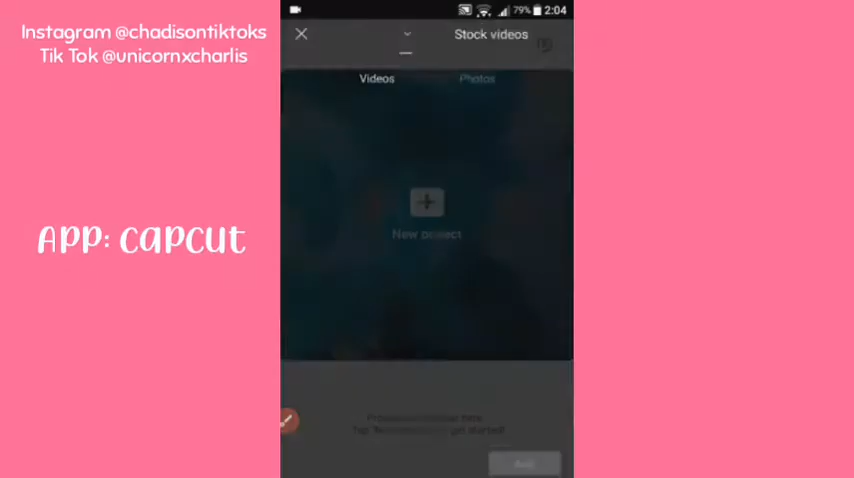 Instagram @chadisontiktoks
Tik Tok @unicornxcharlis
APP: capcut
79% 2:04
Stock videos
Videos
Photos
New project
Add